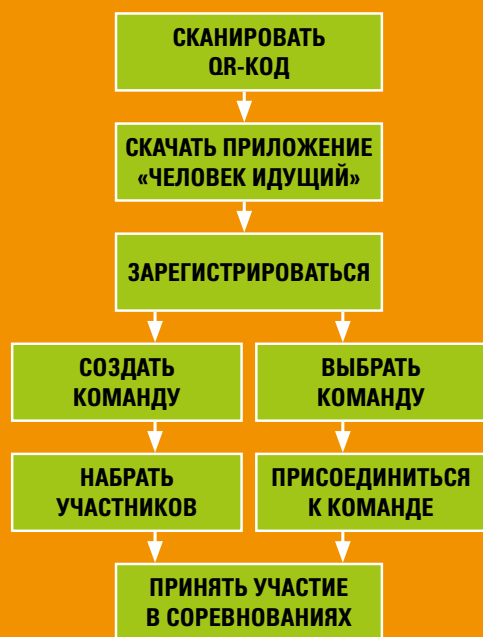 СКАНИРОВАТЬ
QR-КОД
СКАЧАТЬ ПРИЛОЖЕНИЕ
«ЧЕЛОВЕК ИДУЩИЙ»
ЗАРЕГИСТРИРОВАТЬСЯ
СОЗДАТЬ
КОМАНДУ
ВЫБРАТЬ
КОМАНДУ
НАБРАТЬ
УЧАСТНИКОВ
ПРИСОЕДИНИТЬСЯ
К КОМАНДЕ
ПРИНЯТЬ УЧАСТИЕ
В СОРЕВНОВАНИЯХ